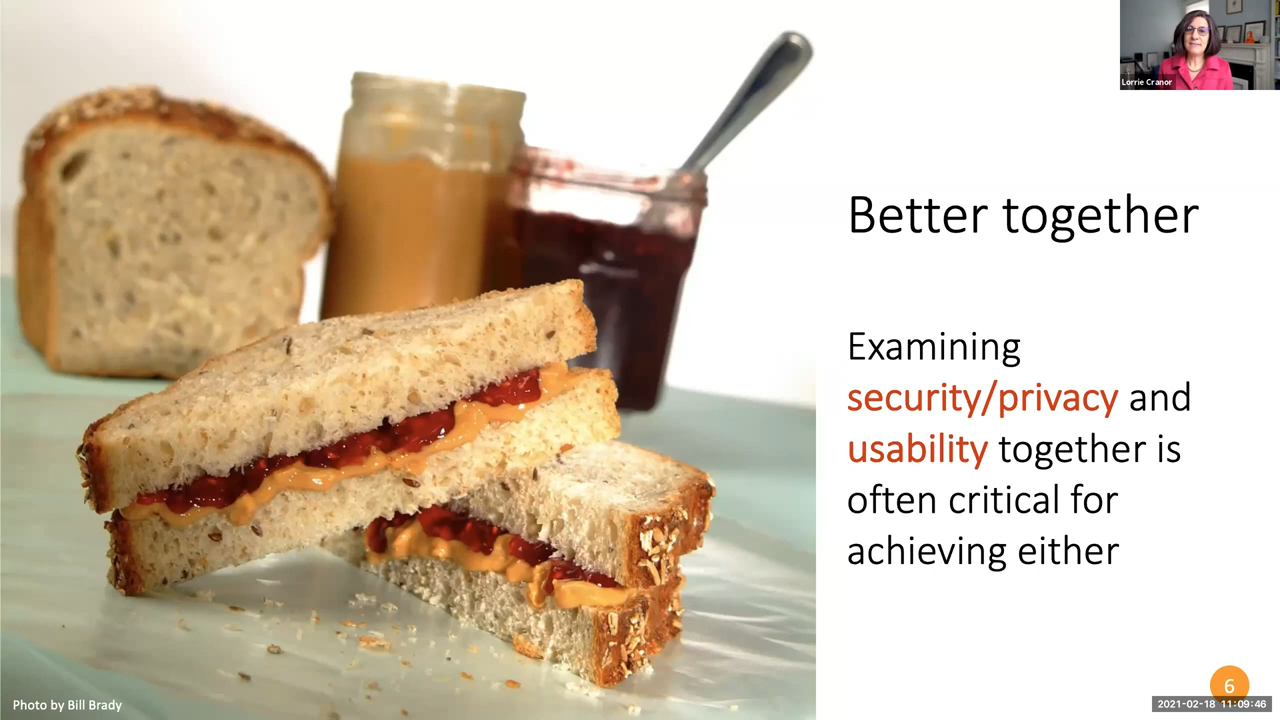 Lorrie Cranor
Better together
Examining
security/privacy and
usability together is
often critical for
achieving either
Photo by Bill Brady
6
2021-02-18 11:09:46